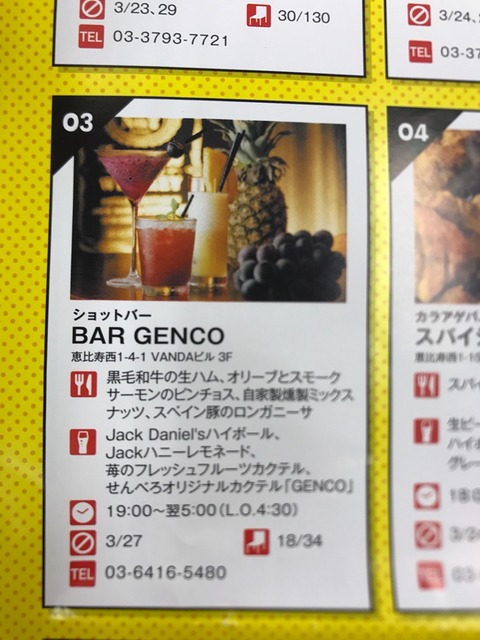 3/23、29
30/130
03-3793-7721
TEL
3/24、
TEL
03-37
03
ショットバー
BAR GENCO
恵比寿西1-4-1 VANDAビル 3F
黒毛和牛の生ハム、オリーブとスモーク
サーモンのピンチョス、自家製燻製ミックス
ナッツ、スペイン豚のロンガニーサ
Jack Daniel'sハイボール、
Jackハニーレモネード、
苺のフレッシュフルーツカクテル、
せんべろオリジナルカクテル「GENCO」
19:00〜翌5:00(L.O.4:30)
3/27
18/34
TEL
03-6416-5480
04
カラアゲバ
スパイシ
恵比寿西1-1
スパイ
生ビー
ハイボ
グレー
18:0
3/2
TEL
03-